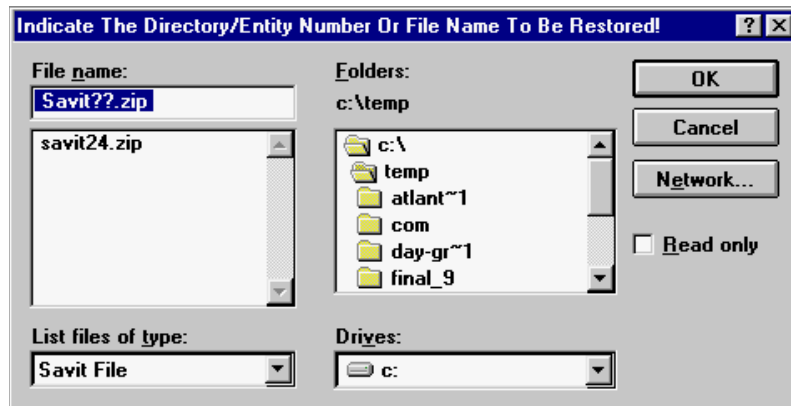 Indicate The Directory/Entity Number Or File Name To Be Restored!
File name:
Savit??.zip
savit24.zip
List files of type:
Savit File
Folders:
c:\temp
c:\
temp
atlant~1
com
day-gr~1
final_9
Drives:
c:
OK
Cancel
Network...
Read only